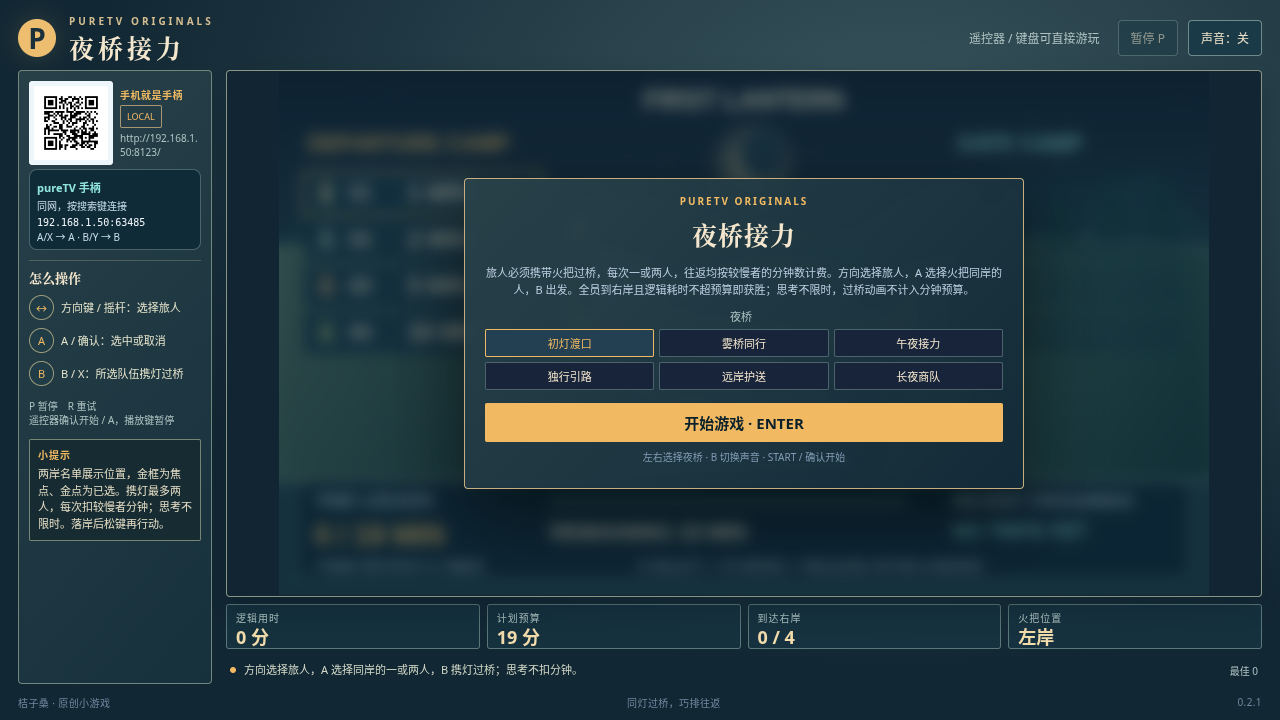 P
PURETV ORIGINALS
夜桥接力
遥控器 / 键盘可直接游玩
暂停 P
声音：关
手机就是手柄
LOCAL
http://192.168.1.
50:8123/
pureTV 手柄
同网，按搜索键连接
192.168.1.50:63485
A/X → A · B/Y → B
怎么操作
↔ 方向键 / 摇杆：选择旅人
A A / 确认：选中或取消
B B / X：所选队伍携灯过桥
P 暂停 R 重试
遥控器确认开始 / A，播放键暂停
小提示
两岸名单展示位置，金框为焦
点、金点为已选。携灯最多两
人，每次扣较慢者分钟；思考不
限时。落岸后松键再行动。
FIRST LANTERN
PURETV ORIGINALS
夜桥接力
旅人必须携带火把过桥，每次一或两人，往返均按较慢者的分钟数计费。方向选择旅人，A 选择火把同岸的
人，B 出发。全员到右岸且逻辑耗时不超预算即获胜；思考不限时，过桥动画不计入分钟预算。
夜桥
初灯渡口
雾桥同行
午夜接力
独行引路
远岸护送
长夜商队
开始游戏 · ENTER
左右选择夜桥 · B 切换声音 · START / 确认开始
逻辑用时
0 分
计划预算
19 分
到达右岸
0 / 4
火把位置
左岸
方向选择旅人，A 选择同岸的一或两人，B 携灯过桥；思考不扣分钟。
最佳 0
桔子桑 · 原创小游戏
同灯过桥，巧排往返
0.2.1